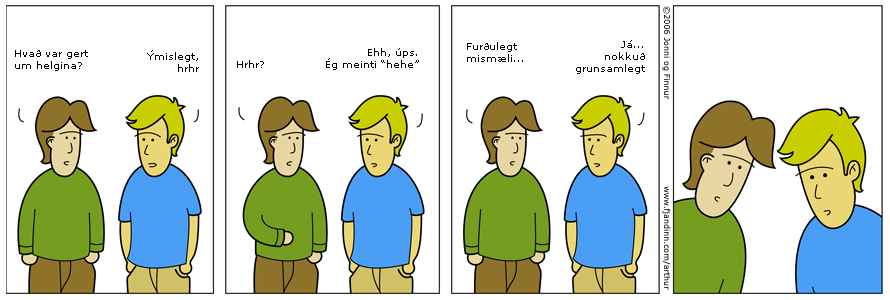 Hvað var gert
um helgina?
Ýmislegt,
hrhr
Hrhr?
Ehh, úps.
Ég meinti “hehe”
Furðulegt
mismæli...
Já...
nokkuð
grunsamlegt
©2006 Jonni og Finnur
www.fjandinn.com/arthur